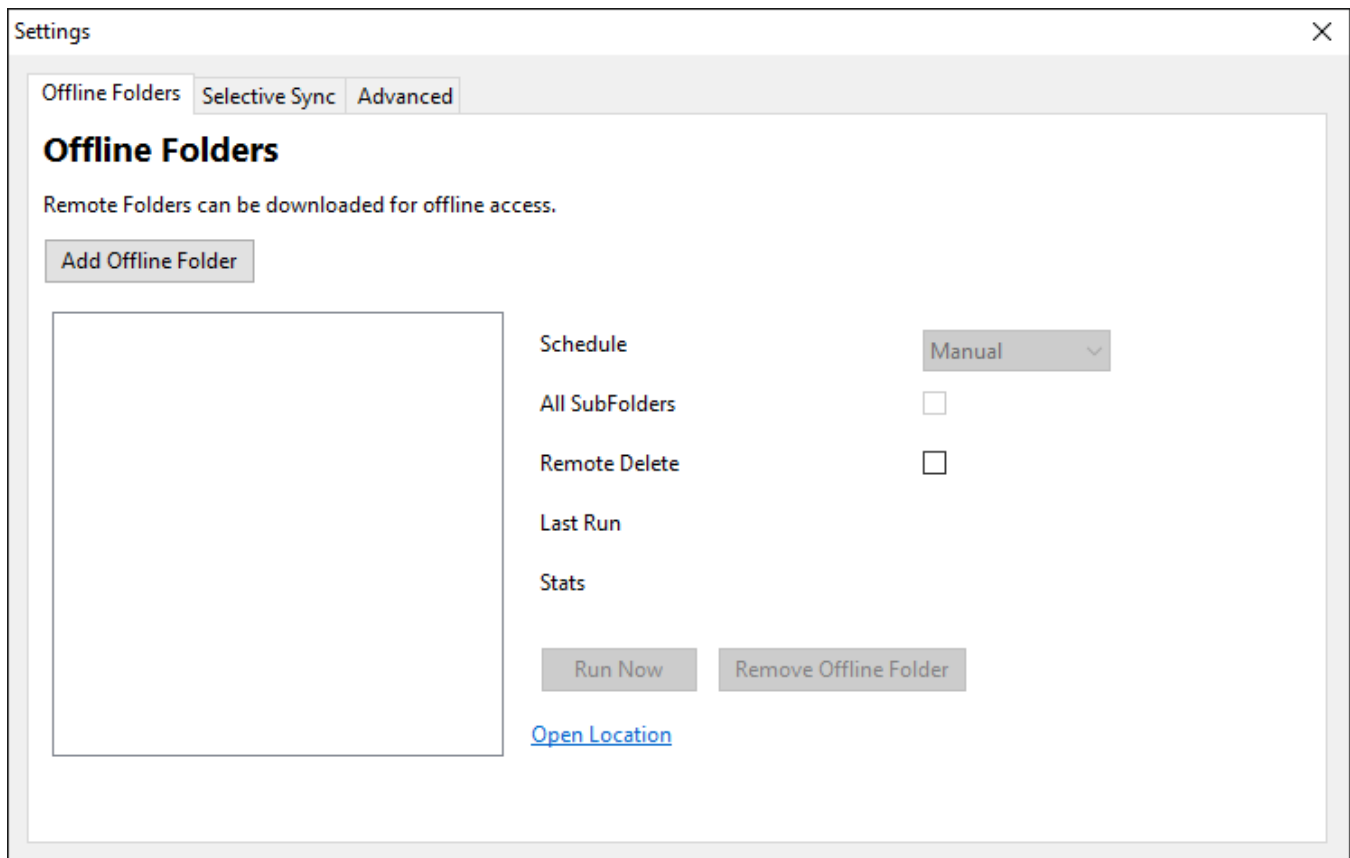 Settings
Offline Folders Selective Sync Advanced
Offline Folders
Remote Folders can be downloaded for offline access.
Add Offline Folder
Schedule Manual
All SubFolders
Remote Delete
Last Run
Stats
Run Now Remove Offline Folder
Open Location